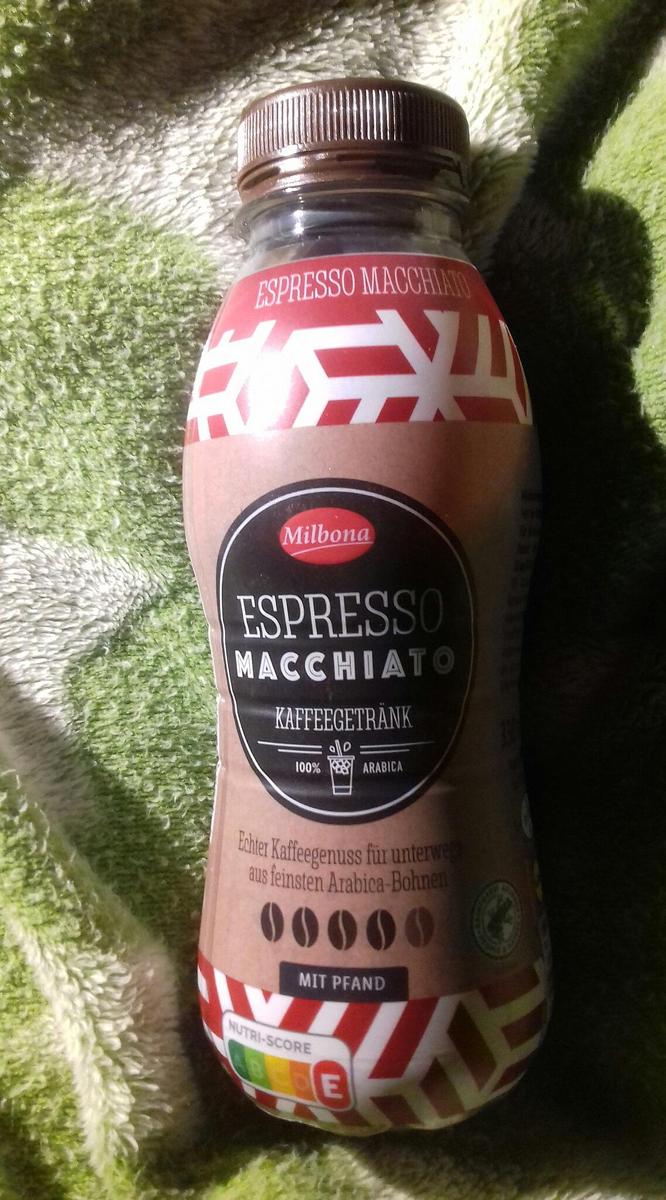 ESPRESSO MACCHIATO
Milbona
ESPRESSO
MACCHIATO
KAFFEEGETRÄNK
100% ARABICA
Echter Kaffeegenuss für unterwegs
aus feinsten Arabica-Bohnen
MIT PFAND
NUTRI-SCORE
A B C D E